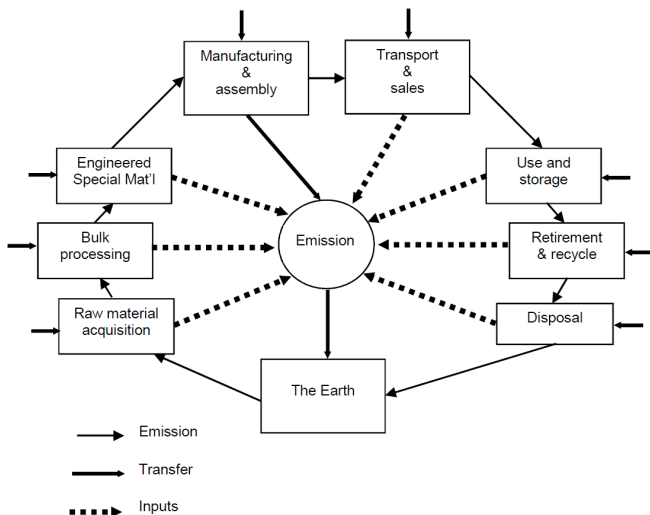 Manufacturing
&
assembly
Transport
&
sales
Engineered
Special Mat'l
Use and
storage
Bulk
processing
Emission
Retirement
& recycle
Raw material
acquisition
Disposal
The Earth
Emission
Transfer
Inputs